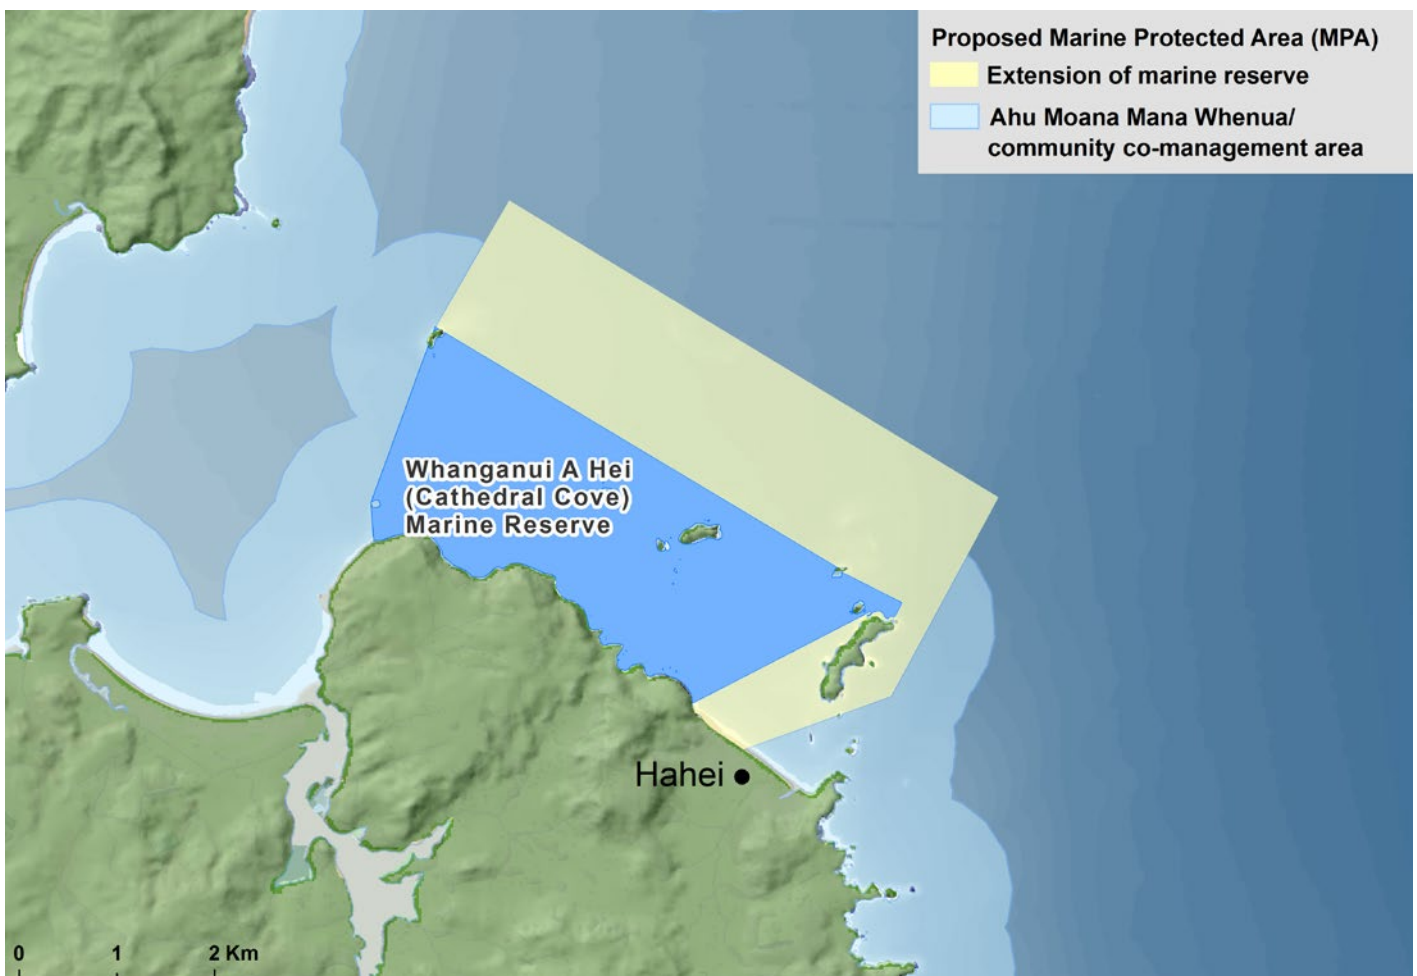 Proposed Marine Protected Area (MPA)
Extension of marine reserve
Ahu Moana Mana Whenua/
community co-management area
Whanganui A Hei
(Cathedral Cove)
Marine Reserve
Hahei
0 1 2 Km